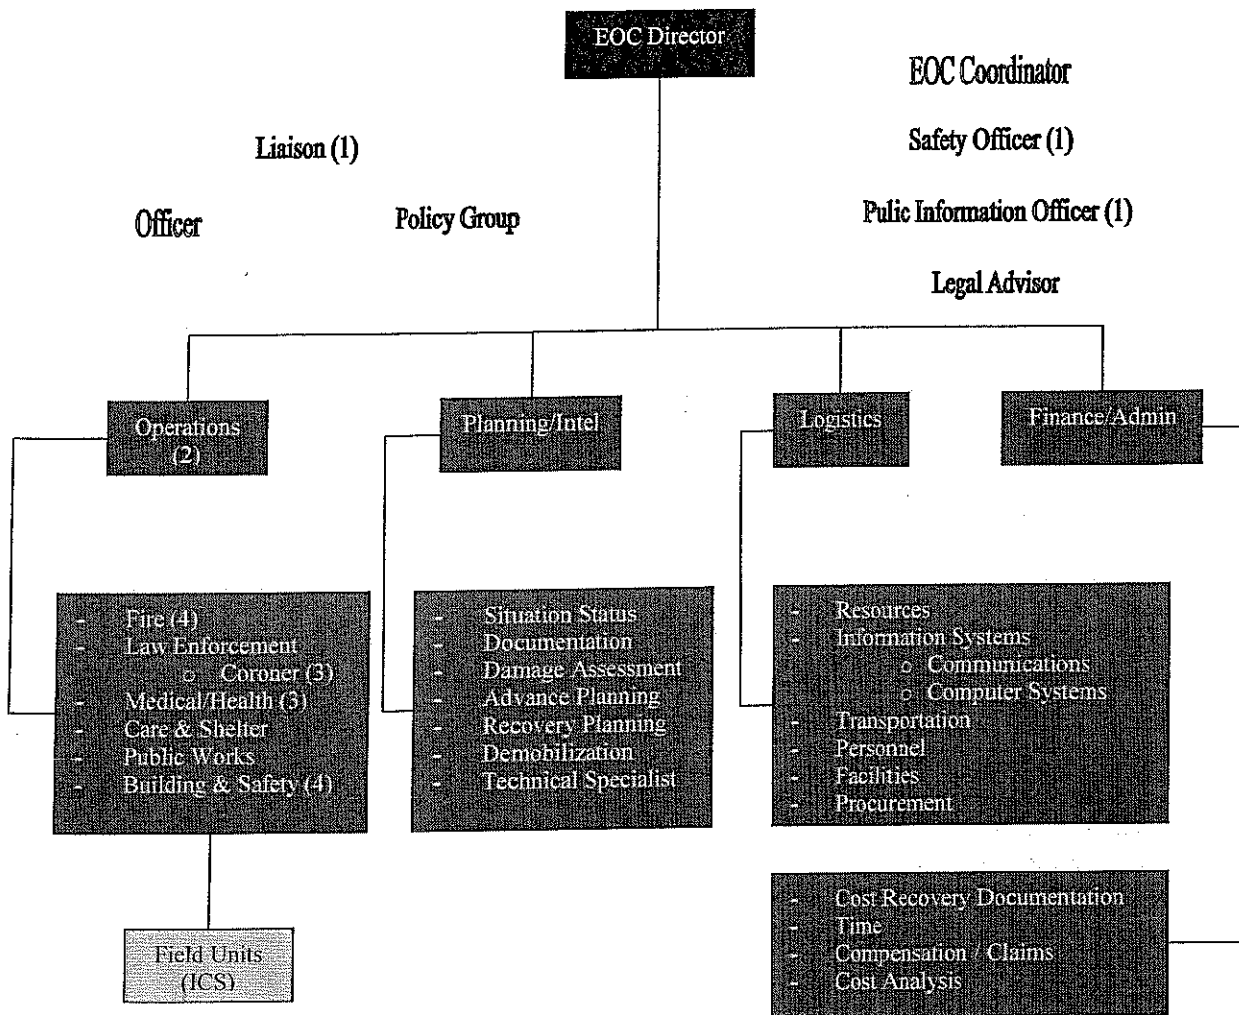 EOC Director
EOC Coordinator
Liaison (1)
Safety Officer (1)
Officer
Policy Group
Pulic Information Officer (1)
Legal Advisor
Operations
(2)
Planning/Intel
Logistics
Finance/Admin
- Fire (4)
- Law Enforcement
o Coroner (3)
- Medical/Health (3)
- Care & Shelter
- Public Works
- Building & Safety (4)
- Situation Status
- Documentation
- Damage Assessment
- Advance Planning
- Recovery Planning
- Demobilization
- Technical Specialist
- Resources
- Information Systems
o Communications
o Computer Systems
- Transportation
- Personnel
- Facilities
- Procurement
Field Units
(ICS)
- Cost Recovery Documentation
- Time
- Compensation / Claims
- Cost Analysis